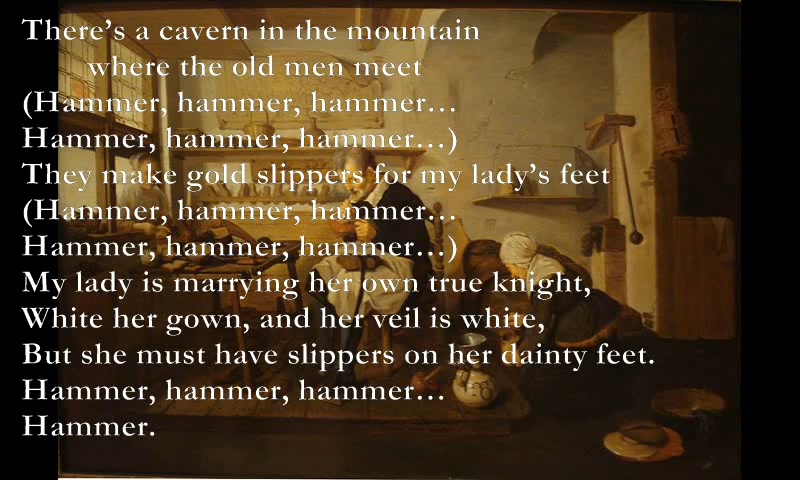 There’s a cavern in the mountain
where the old men meet
(Hammer, hammer, hammer…
Hammer, hammer, hammer…)
They make gold slippers for my lady’s feet
(Hammer, hammer, hammer…
Hammer, hammer, hammer…)
My lady is marrying her own true knight,
White her gown, and her veil is white,
But she must have slippers on her dainty feet.
Hammer, hammer, hammer…
Hammer.